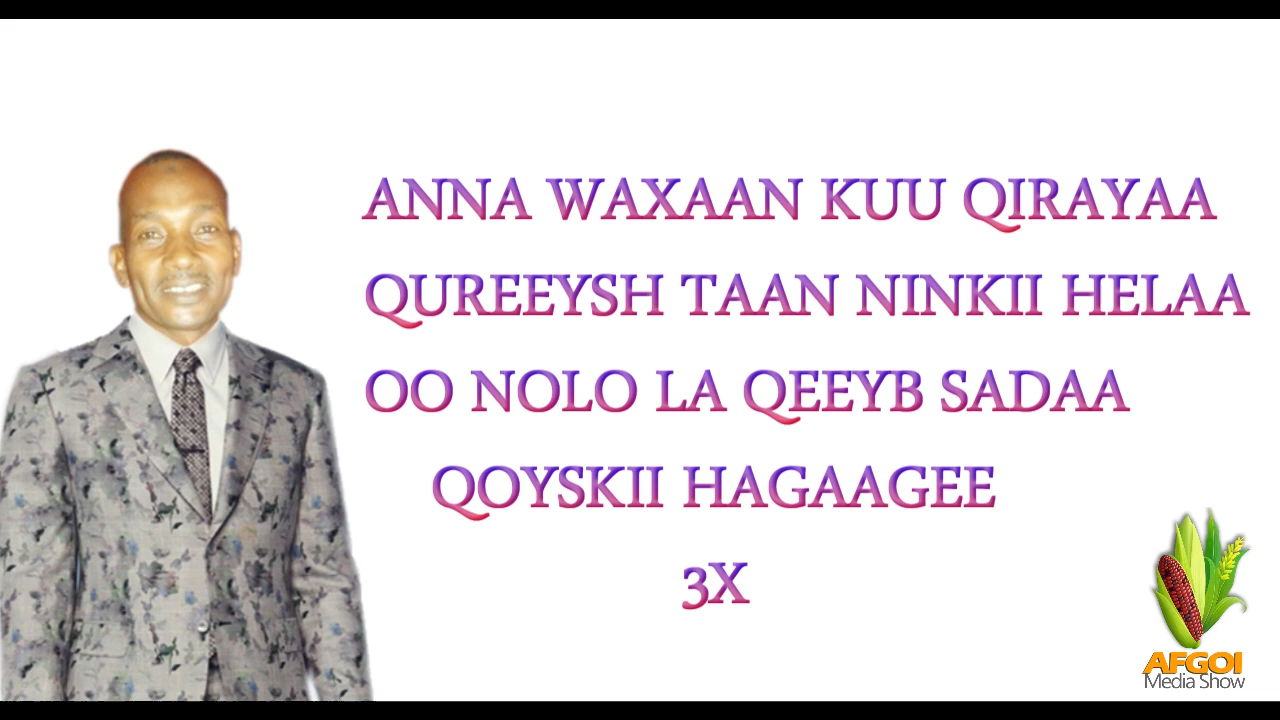 ANNA WAXAAN KUU QIRAYAA
QUREEYSH TAAN NINKII HELAA
OO NOLO LA QEEYB SADAA
QOYSKII HAGAAGEE
3X
AFGOI
Media Show